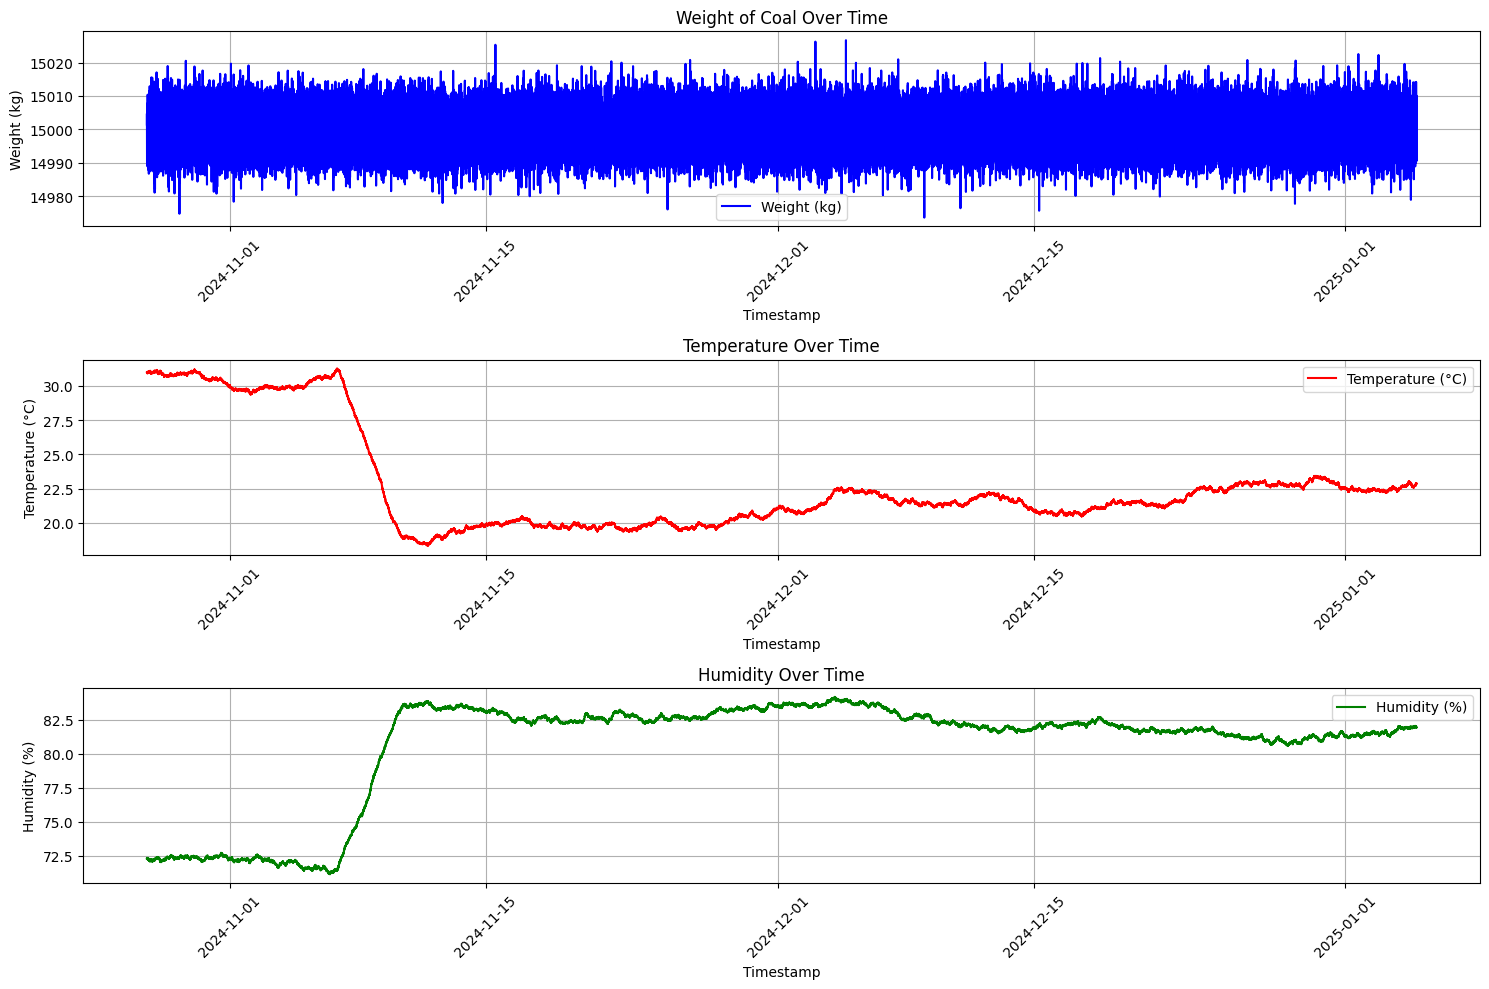 Weight of Coal Over Time
Weight (kg)
15020
15010
15000
14990
14980
Weight (kg)
2024-11-01
2024-11-15
2024-12-01
2024-12-15
2025-01-01
Timestamp
Temperature Over Time
Temperature (°C)
30.0
27.5
25.0
22.5
20.0
Temperature (°C)
2024-11-01
2024-11-15
2024-12-01
2024-12-15
2025-01-01
Timestamp
Humidity Over Time
Humidity (%)
82.5
80.0
77.5
75.0
72.5
Humidity (%)
2024-11-01
2024-11-15
2024-12-01
2024-12-15
2025-01-01
Timestamp